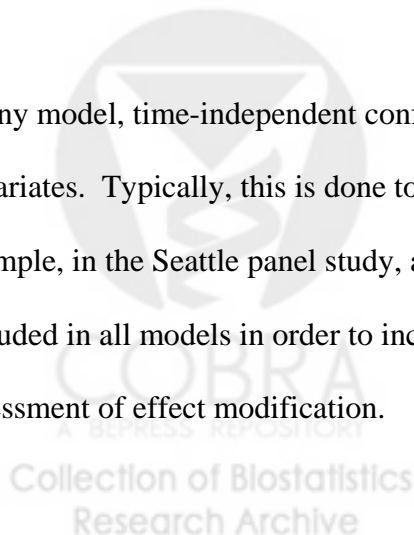 ny model, time-independent conf
ariates.  Typically, this is done to
mple, in the Seattle panel study, a
uded in all models in order to inc
essment of effect modification.
COBRA
A BEPRESS REPOSITORY
Collection of Biostatistics
Research Archive